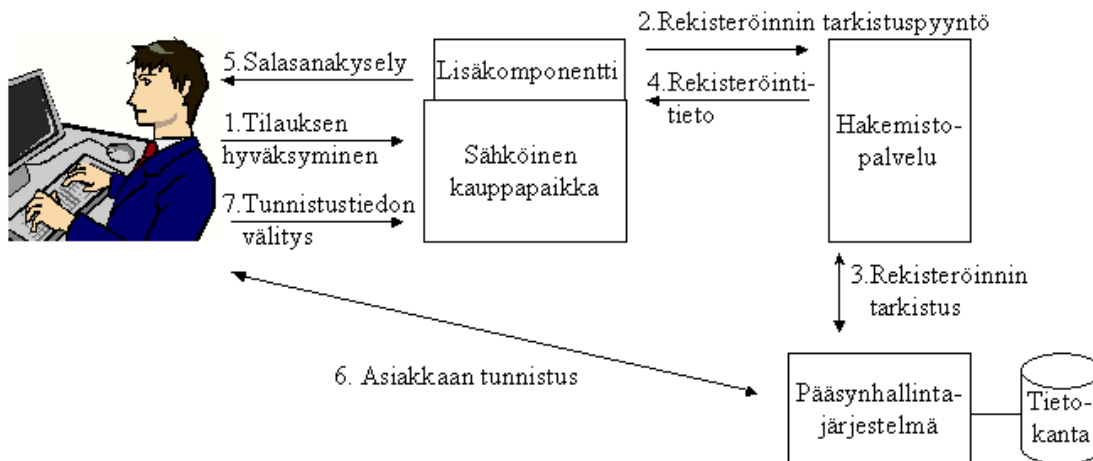 2.Rekisteröinnin tarkistuspyyntö
5.Salasanakysely
Lisäkomponentti
4.Rekisteröinti-
tieto
1.Tilauksen
hyväksyminen
Sähköinen
kauppapaikka
Hakemisto-
palvelu
7.Tunnistustiedon
välitys
3.Rekisteröinnin
tarkistus
6. Asiakkaan tunnistus
Pääsynhallinta-
järjestelmä
Tieto-
kanta